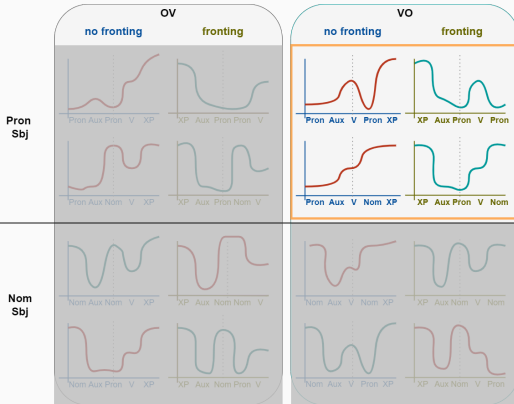 OV
VO
no fronting
fronting
no fronting
fronting
Pron Sbj
Pron Aux Pron V XP
XP Aux Pron Pron V
Pron Aux V Pron XP
XP Aux Pron V Pron
Pron Aux Nom V XP
XP Aux Pron Nom V
Pron Aux V Nom XP
XP Aux Pron V Nom
Nom Sbj
Nom Aux Nom V XP
XP Aux Nom Nom V
Nom Aux V Nom XP
XP Aux Nom V Nom
Nom Aux Pron V XP
XP Aux Nom Pron V
Nom Aux V Pron XP
XP Aux Nom V Pron